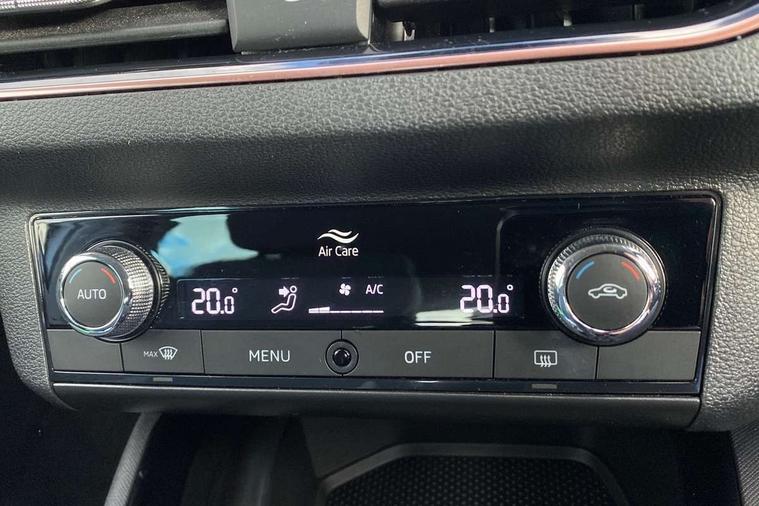 Air Care
AUTO
20.0° A/C 20.0°
MAX MENU OFF